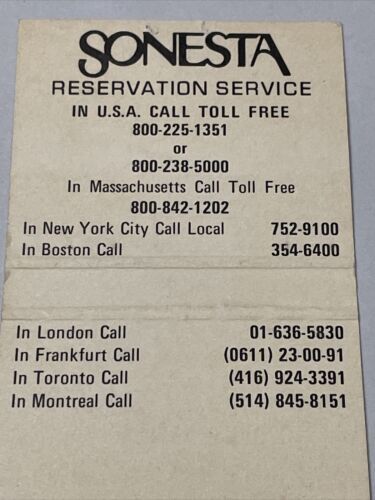 SONESTA
RESERVATION SERVICE
IN U.S.A. CALL TOLL FREE
800-225-1351
or
800-238-5000
In Massachusetts Call Toll Free
800-842-1202
In New York City Call Local 752-9100
In Boston Call 354-6400
In London Call 01-636-5830
In Frankfurt Call (0611) 23-00-91
In Toronto Call (416) 924-3391
In Montreal Call (514) 845-8151